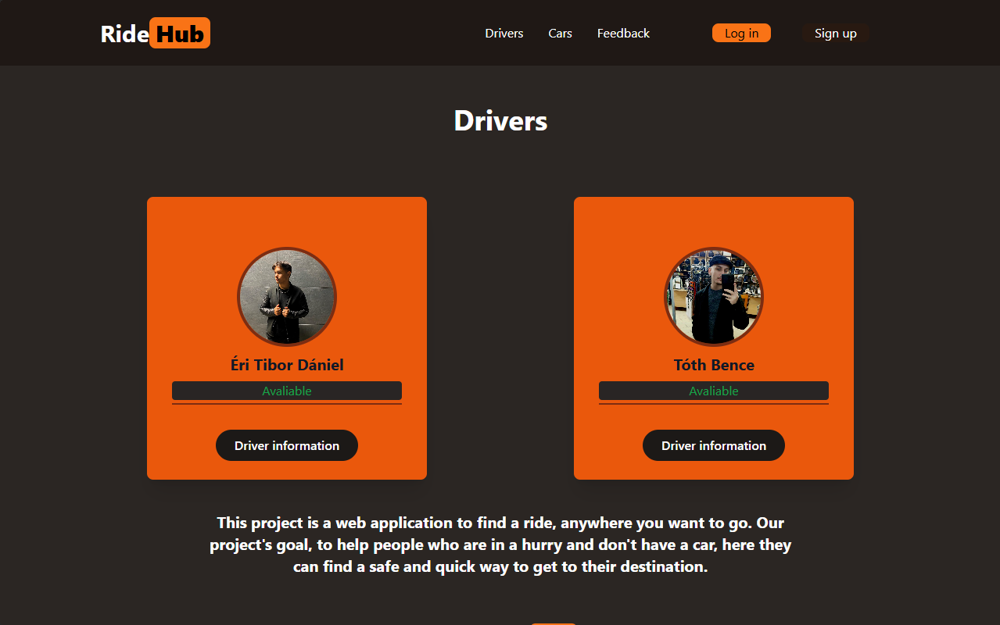 Ride Hub
Drivers Cars Feedback Log in Sign up
Drivers
Éri Tibor Dániel
Avaliable
Driver information
Tóth Bence
Avaliable
Driver information
This project is a web application to find a ride, anywhere you want to go. Our
project's goal, to help people who are in a hurry and don't have a car, here they
can find a safe and quick way to get to their destination.